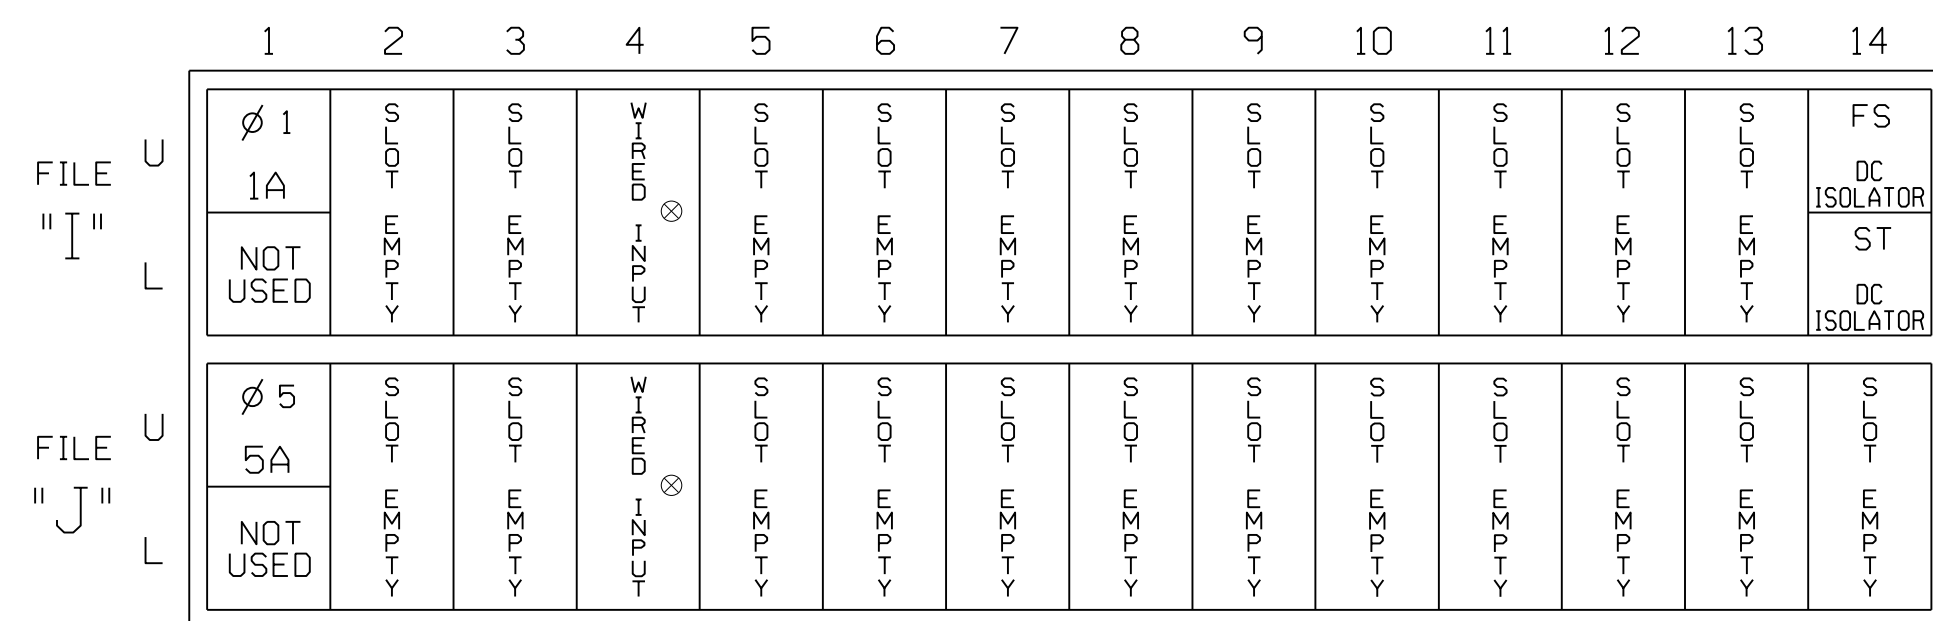 1 2 3 4 5 6 7 8 9 10 11 12 13 14
FILE
"I"
U
L
Ø 1
1A
NOT
USED
SLOT EMPTY
SLOT EMPTY
WIRED INPUT
SLOT EMPTY
SLOT EMPTY
SLOT EMPTY
SLOT EMPTY
SLOT EMPTY
SLOT EMPTY
SLOT EMPTY
SLOT EMPTY
SLOT EMPTY
FS
DC
ISOLATOR
ST
DC
ISOLATOR
FILE
"J"
U
L
Ø 5
5A
NOT
USED
SLOT EMPTY
SLOT EMPTY
WIRED INPUT
SLOT EMPTY
SLOT EMPTY
SLOT EMPTY
SLOT EMPTY
SLOT EMPTY
SLOT EMPTY
SLOT EMPTY
SLOT EMPTY
SLOT EMPTY
SLOT EMPTY